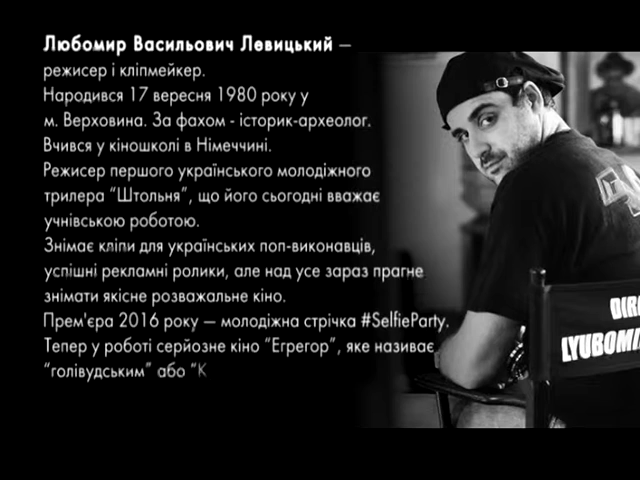 Любомир Васильович Левицький –
режисер і кліпмейкер.
Народився 17 вересня 1980 року у
м. Верховина. За фахом - історик-археолог.
Вчився у кіношколі в Німеччині.
Режисер першого українського молодіжного
трилера “Штольня”, що його сьогодні вважає
учнівською роботою.
Знімає кліпи для українських поп-виконавців,
успішні рекламні ролики, але над усе зараз прагне
знімати якісне розважальне кіно.
Прем'єра 2016 року — молодіжна стрічка #SelfieParty.
Тепер у роботі серйозне кіно “Егрегор”, яке називає
“голівудським” або “К
DIR
LYUBOMI